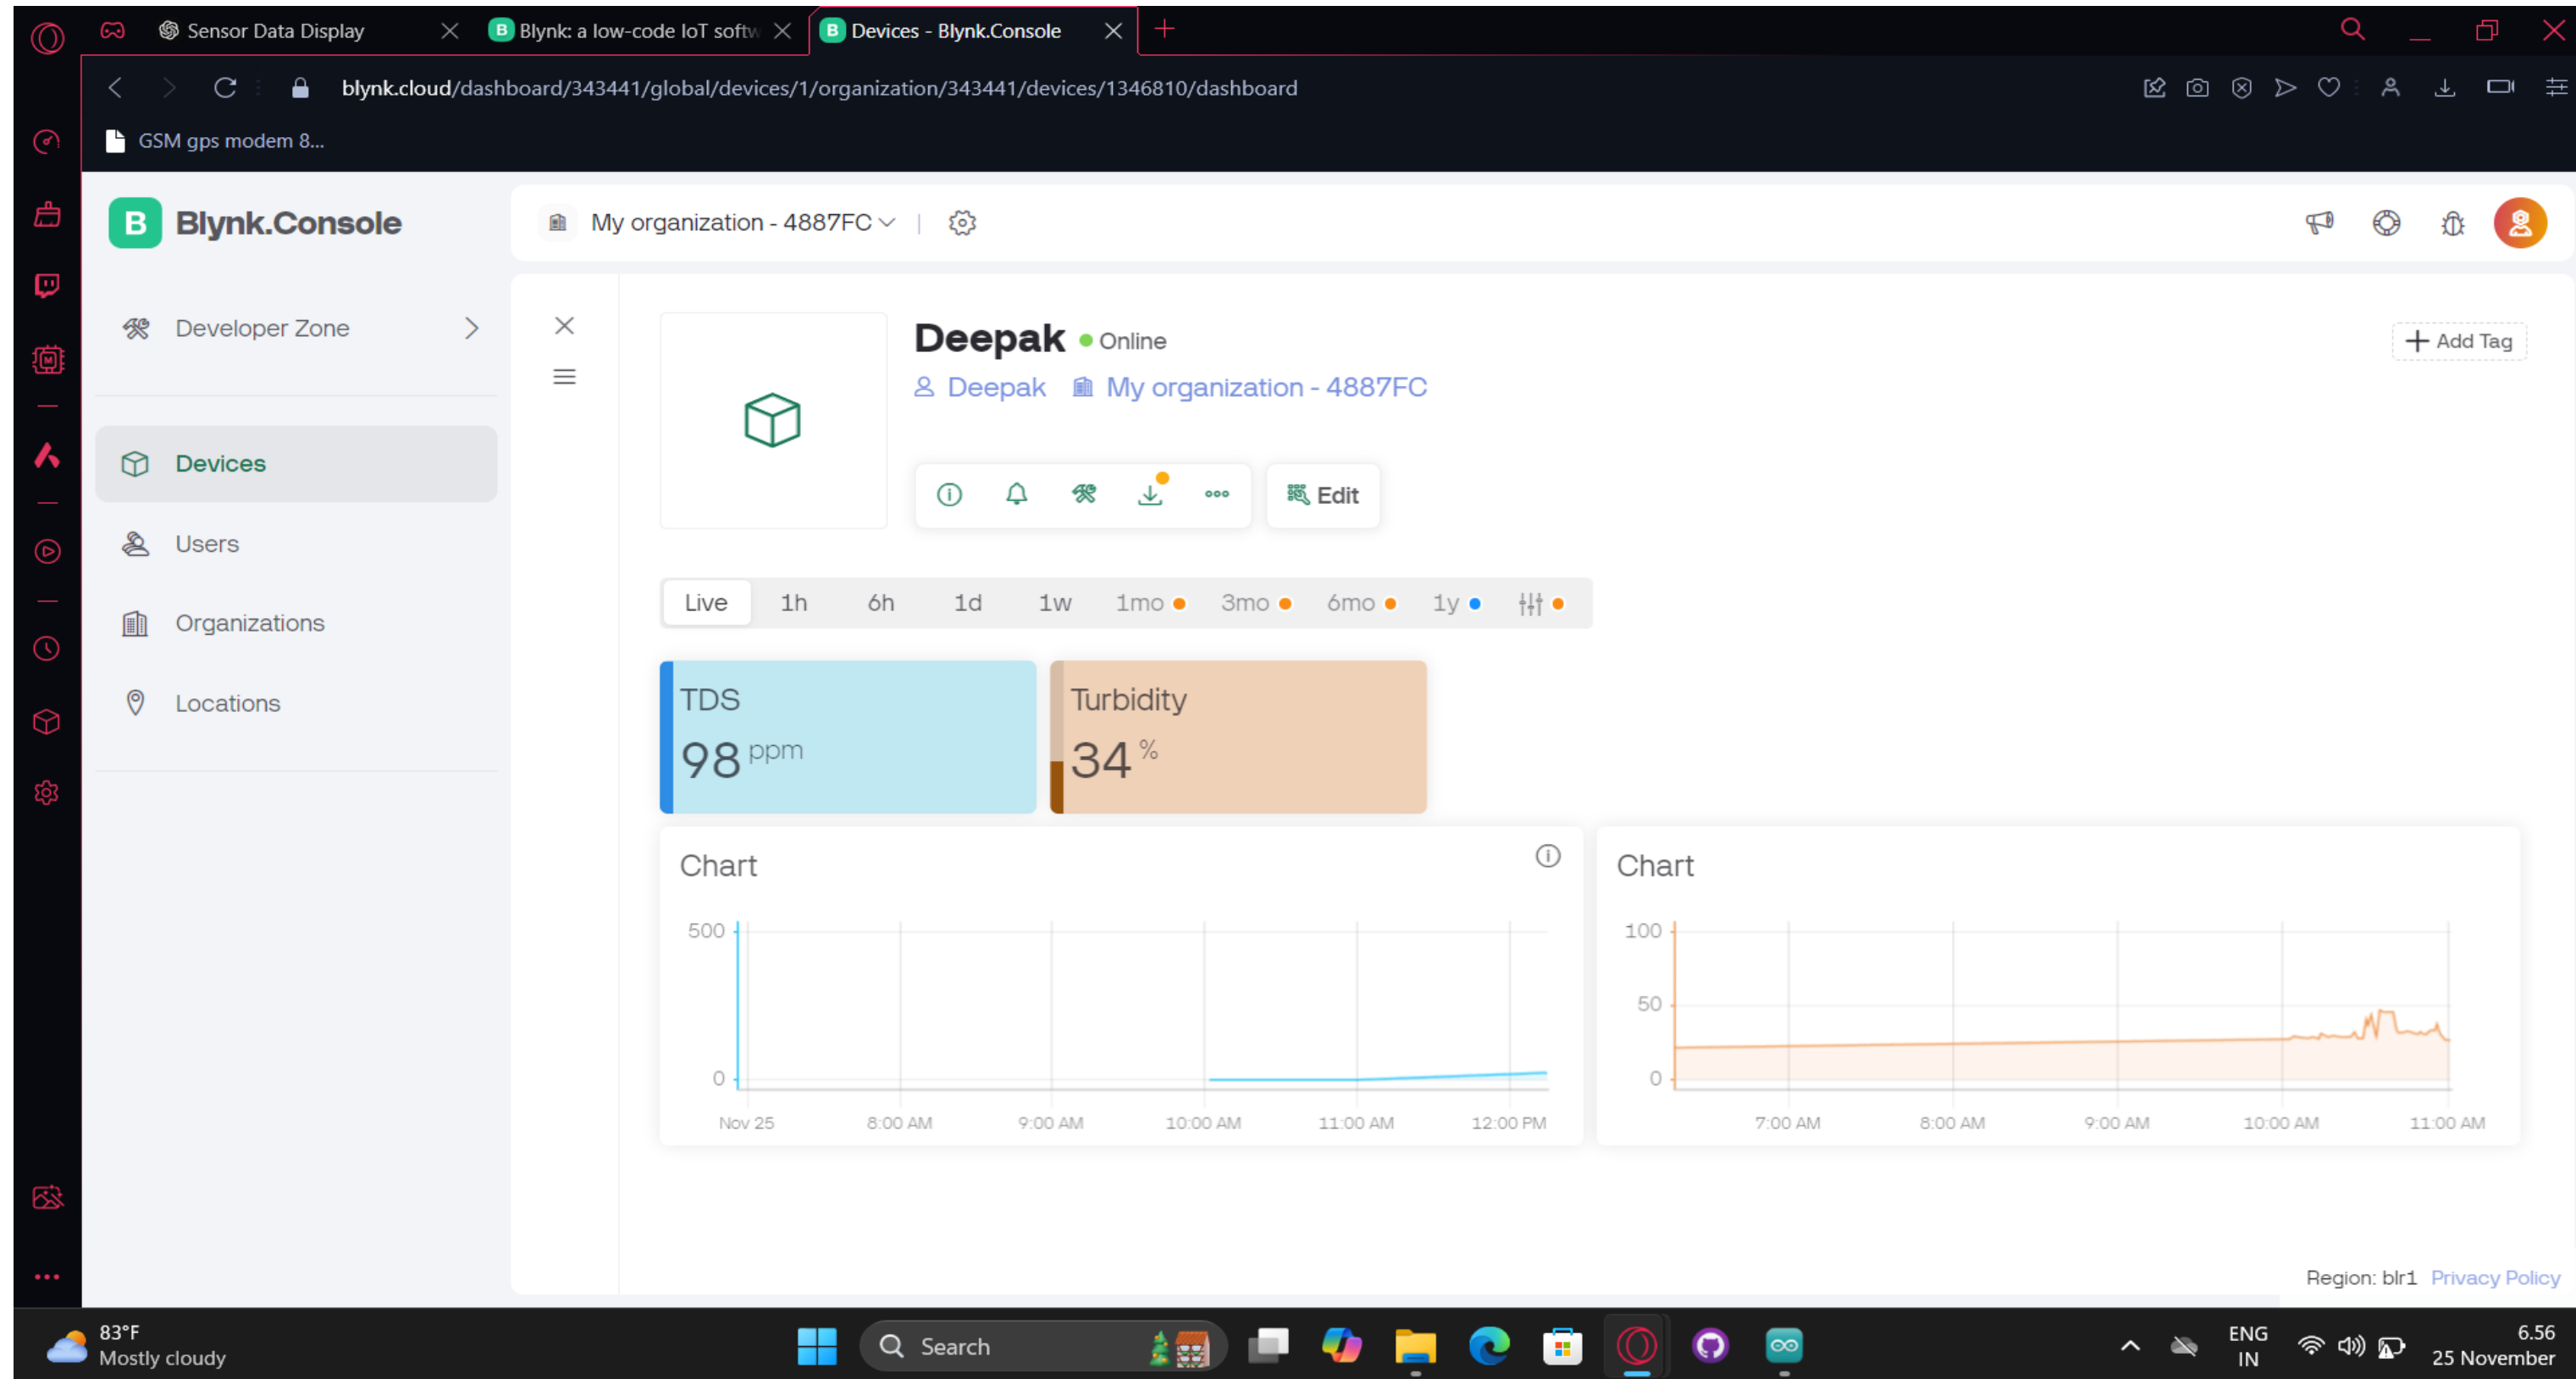 Sensor Data Display
Blynk: a low-code IoT softw
Devices - Blynk.Console
blynk.cloud/dashboard/343441/global/devices/1/organization/343441/devices/1346810/dashboard
GSM gps modem 8...
B Blynk.Console
My organization - 4887FC
Developer Zone
Devices
Users
Organizations
Locations
Deepak Online
Deepak My organization - 4887FC
Add Tag
Edit
Live 1h 6h 1d 1w 1mo 3mo 6mo 1y
TDS
98 ppm
Turbidity
34 %
Chart
500
0
Nov 25 8:00 AM 9:00 AM 10:00 AM 11:00 AM 12:00 PM
Chart
100
50
0
7:00 AM 8:00 AM 9:00 AM 10:00 AM 11:00 AM
Region: blr1 Privacy Policy
83°F
Mostly cloudy
Search
ENG
IN
6.56
25 November